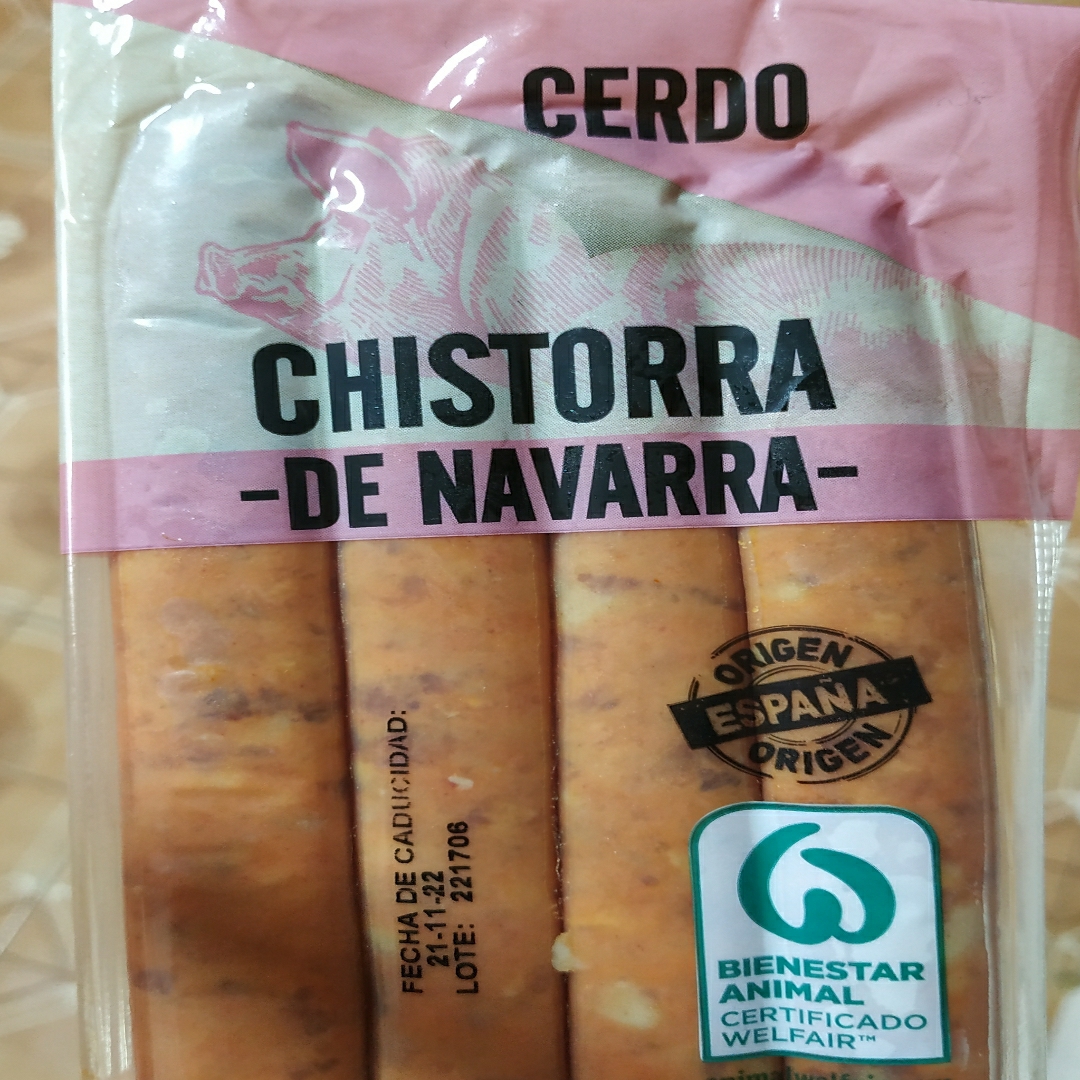 CERDO
CHISTORRA
-DE NAVARRA-
ORIGEN
ESPAÑA
ORIGEN
FECHA DE CADUCIDAD:
21-11-22
LOTE: 221706
BIENESTAR
ANIMAL
CERTIFICADO
WELFAIR™